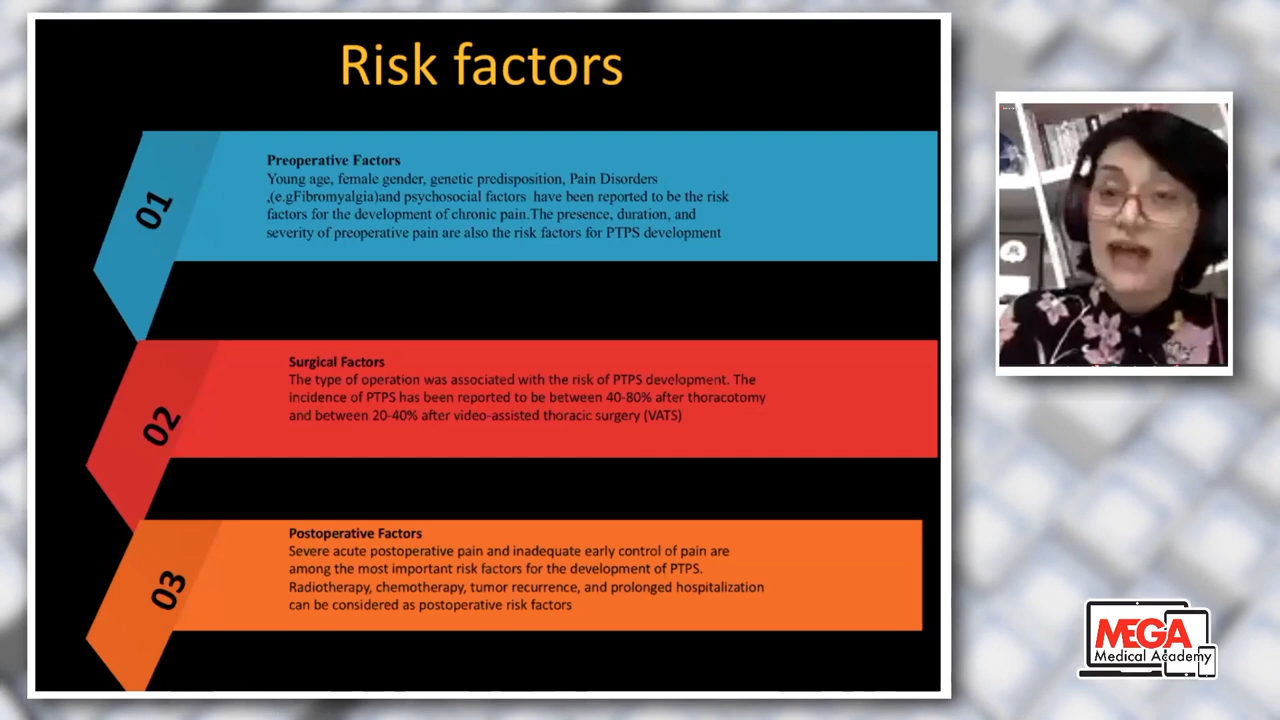 Risk factors
01
Preoperative Factors
Young age, female gender, genetic predisposition, Pain Disorders
,(e.gFibromyalgia)and psychosocial factors have been reported to be the risk
factors for the development of chronic pain.The presence, duration, and
severity of preoperative pain are also the risk factors for PTPS development
02
Surgical Factors
The type of operation was associated with the risk of PTPS development. The
incidence of PTPS has been reported to be between 40-80% after thoracotomy
and between 20-40% after video-assisted thoracic surgery (VATS)
03
Postoperative Factors
Severe acute postoperative pain and inadequate early control of pain are
among the most important risk factors for the development of PTPS.
Radiotherapy, chemotherapy, tumor recurrence, and prolonged hospitalization
can be considered as postoperative risk factors
MEGA
Medical Academy